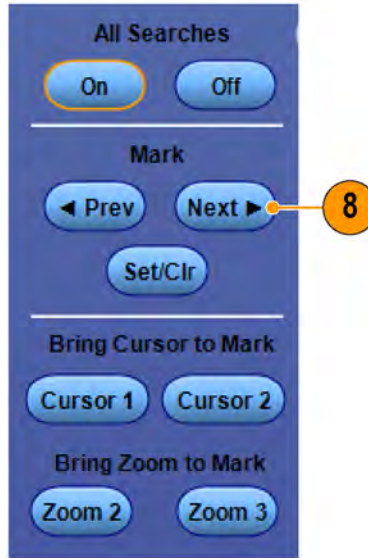 All Searches
On Off
Mark
◄ Prev Next ►
8
Set/Clr
Bring Cursor to Mark
Cursor 1 Cursor 2
Bring Zoom to Mark
Zoom 2 Zoom 3